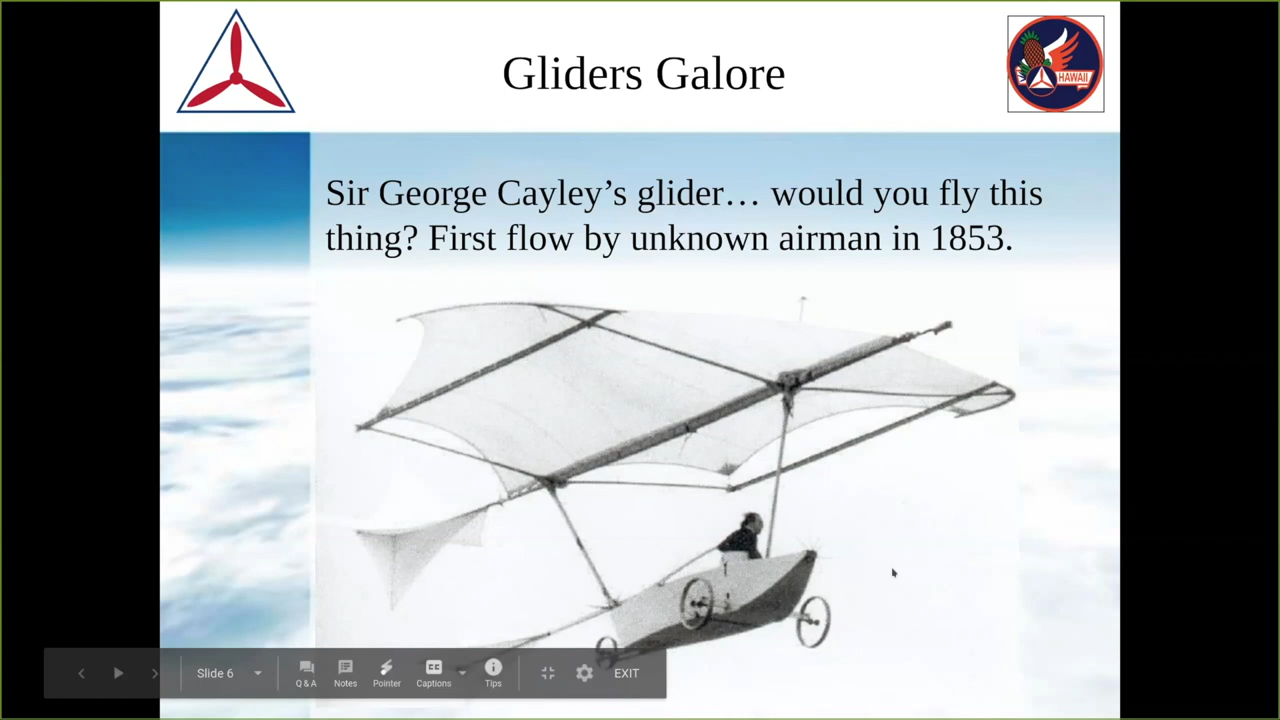 Gliders Galore
HAWAII
Sir George Cayley’s glider… would you fly this
thing? First flow by unknown airman in 1853.
Slide 6
Q & A
Notes
Pointer
CC
Captions
Tips
EXIT